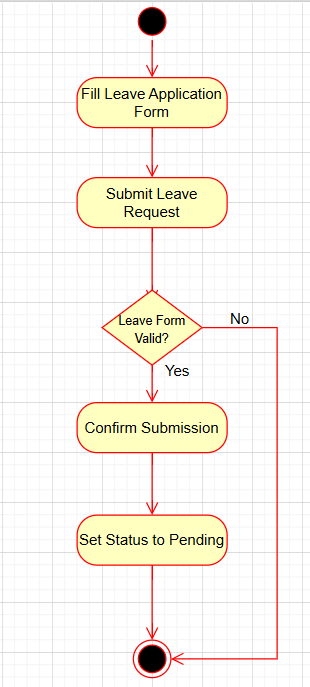 Fill Leave Application
Form
Submit Leave
Request
Leave Form
Valid?
No
Yes
Confirm Submission
Set Status to Pending